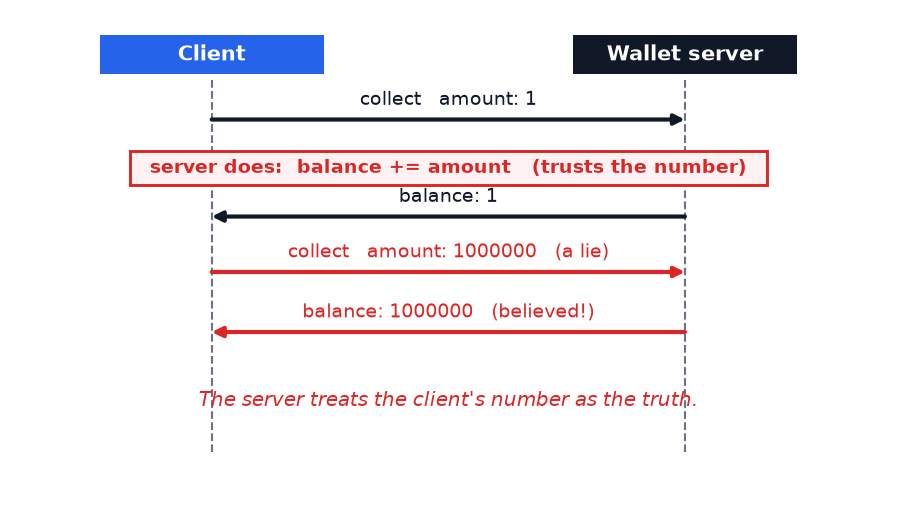 Client
Wallet server
collect   amount: 1
server does:  balance += amount   (trusts the number)
balance: 1
collect   amount: 1000000   (a lie)
balance: 1000000   (believed!)
The server treats the client's number as the truth.